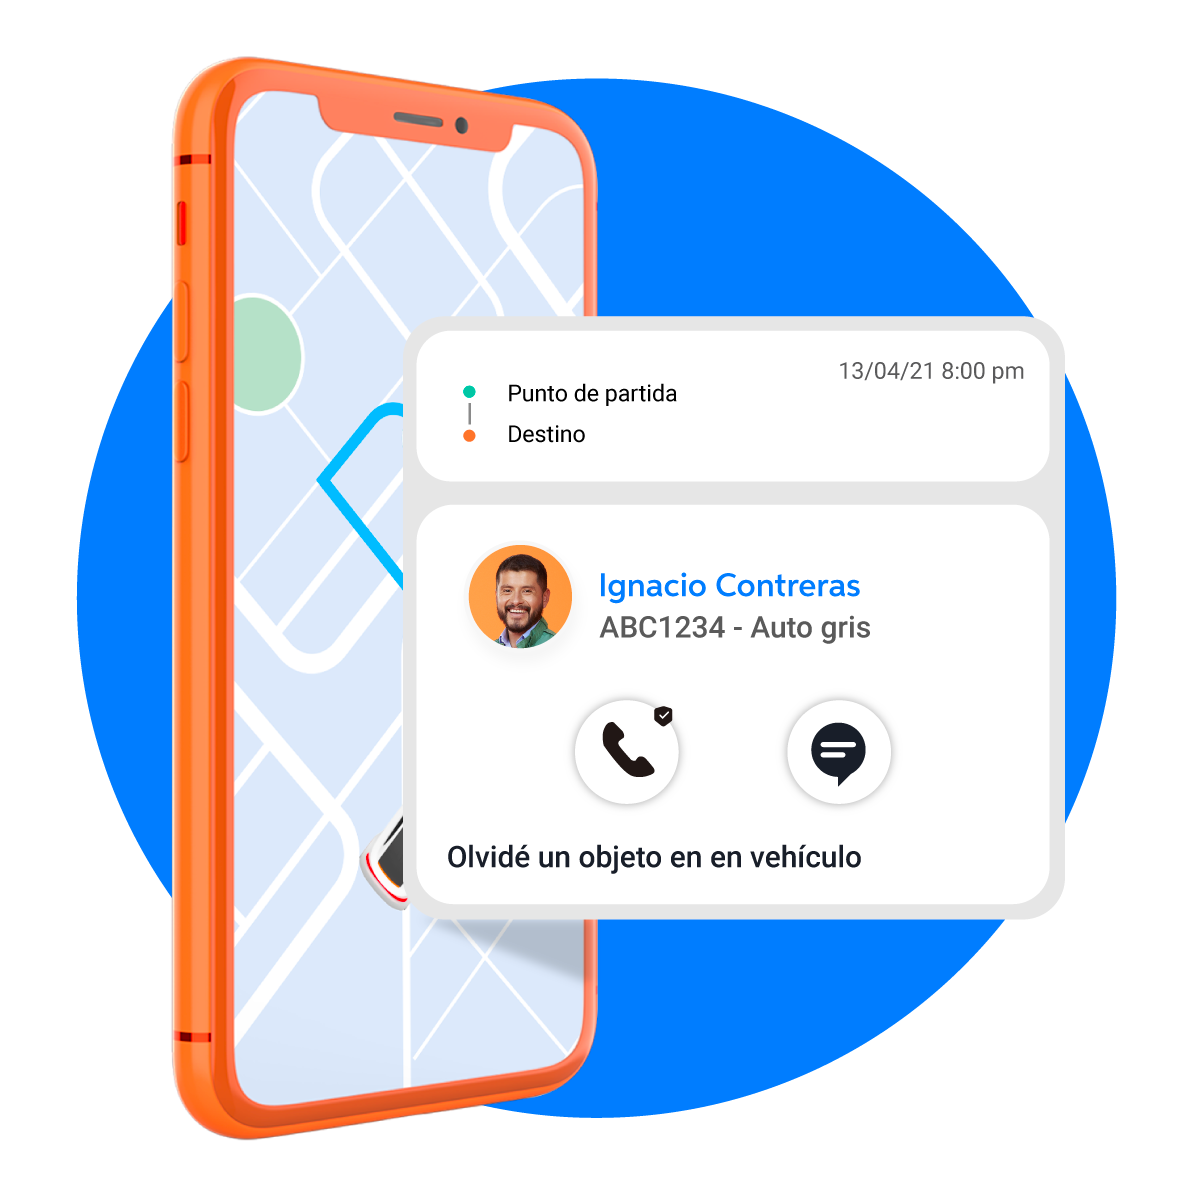 13/04/21 8:00 pm
Punto de partida
Destino
Ignacio Contreras
ABC1234 - Auto gris
Olvidé un objeto en en vehículo